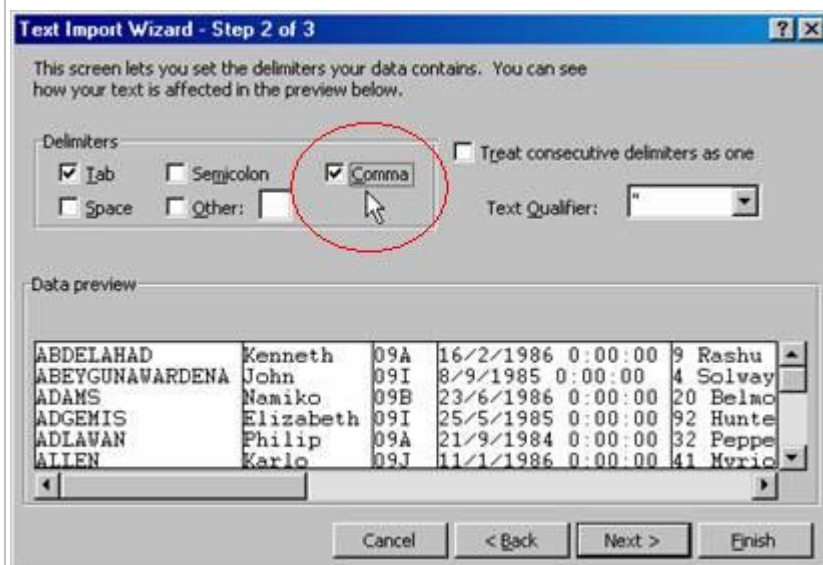 Text Import Wizard - Step 2 of 3
This screen lets you set the delimiters your data contains. You can see
how your text is affected in the preview below.
Delimiters
Tab Semicolon Comma
Space Other:
Treat consecutive delimiters as one
Text Qualifier: "
Data preview
ABDELAHAD Kenneth 09A 16/2/1986 0:00:00 9 Rashu
ABEYGUNAWARDENA John 09I 8/9/1985 0:00:00 4 Solway
ADAMS Namiko 09B 23/6/1986 0:00:00 20 Belmo
ADGEMIS Elizabeth 09I 25/5/1985 0:00:00 92 Hunte
ADLAWAN Philip 09A 21/9/1984 0:00:00 32 Peppe
ALLEN Karlo 09J 11/1/1986 0:00:00 41 Myrio
Cancel < Back Next > Finish